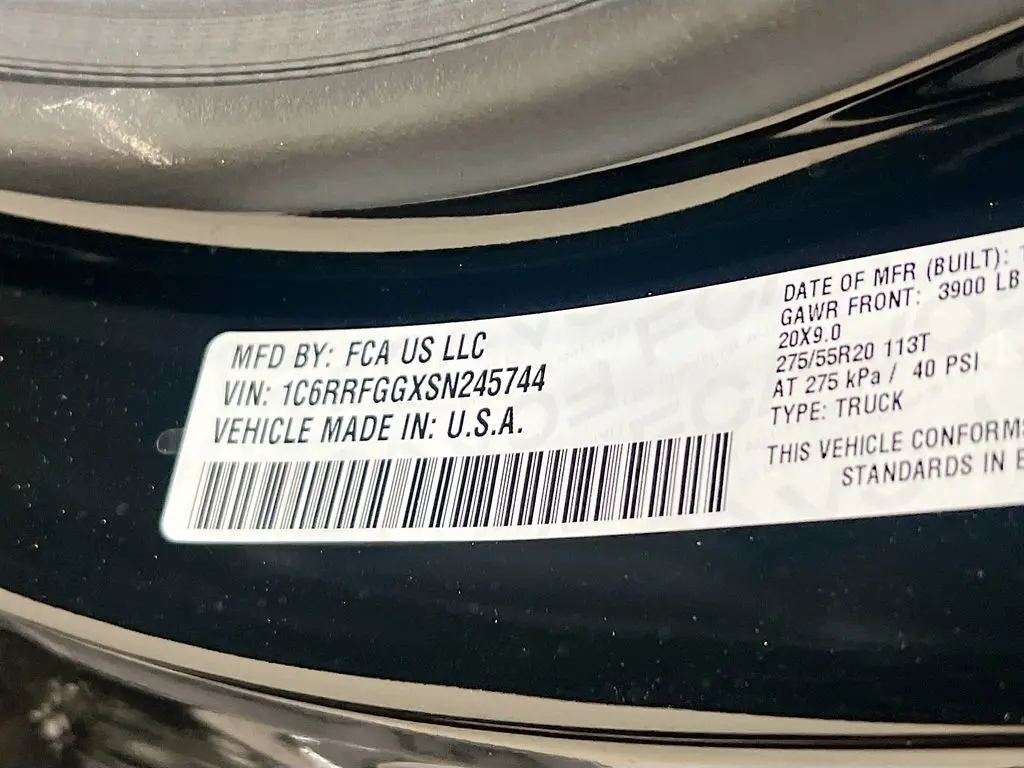 MFD BY: FCA US LLC
VIN: 1C6RRFGGXSN245744
VEHICLE MADE IN: U.S.A.
DATE OF MFR (BUILT):
GAWR FRONT: 3900 LB
20X9.0
275/55R20 113T
AT 275 kPa / 40 PSI
TYPE: TRUCK
THIS VEHICLE CONFORMS
STANDARDS IN